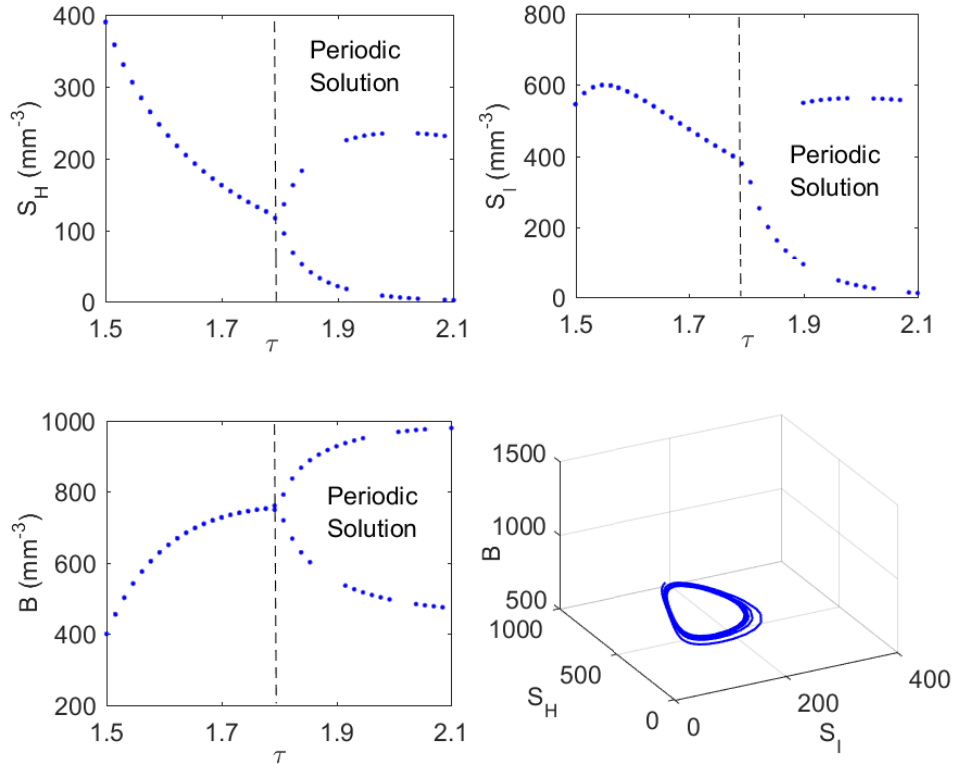 400
300
200
100
0
S_H (mm^-3)
Periodic
Solution
1.5
1.7
1.9
2.1
τ
800
600
400
200
0
S_I (mm^-3)
Periodic
Solution
1.5
1.7
1.9
2.1
τ
1000
800
600
400
200
B (mm^-3)
Periodic
Solution
1.5
1.7
1.9
2.1
τ
1500
1000
500
B
1000
500
0
S_H
0
200
400
S_I